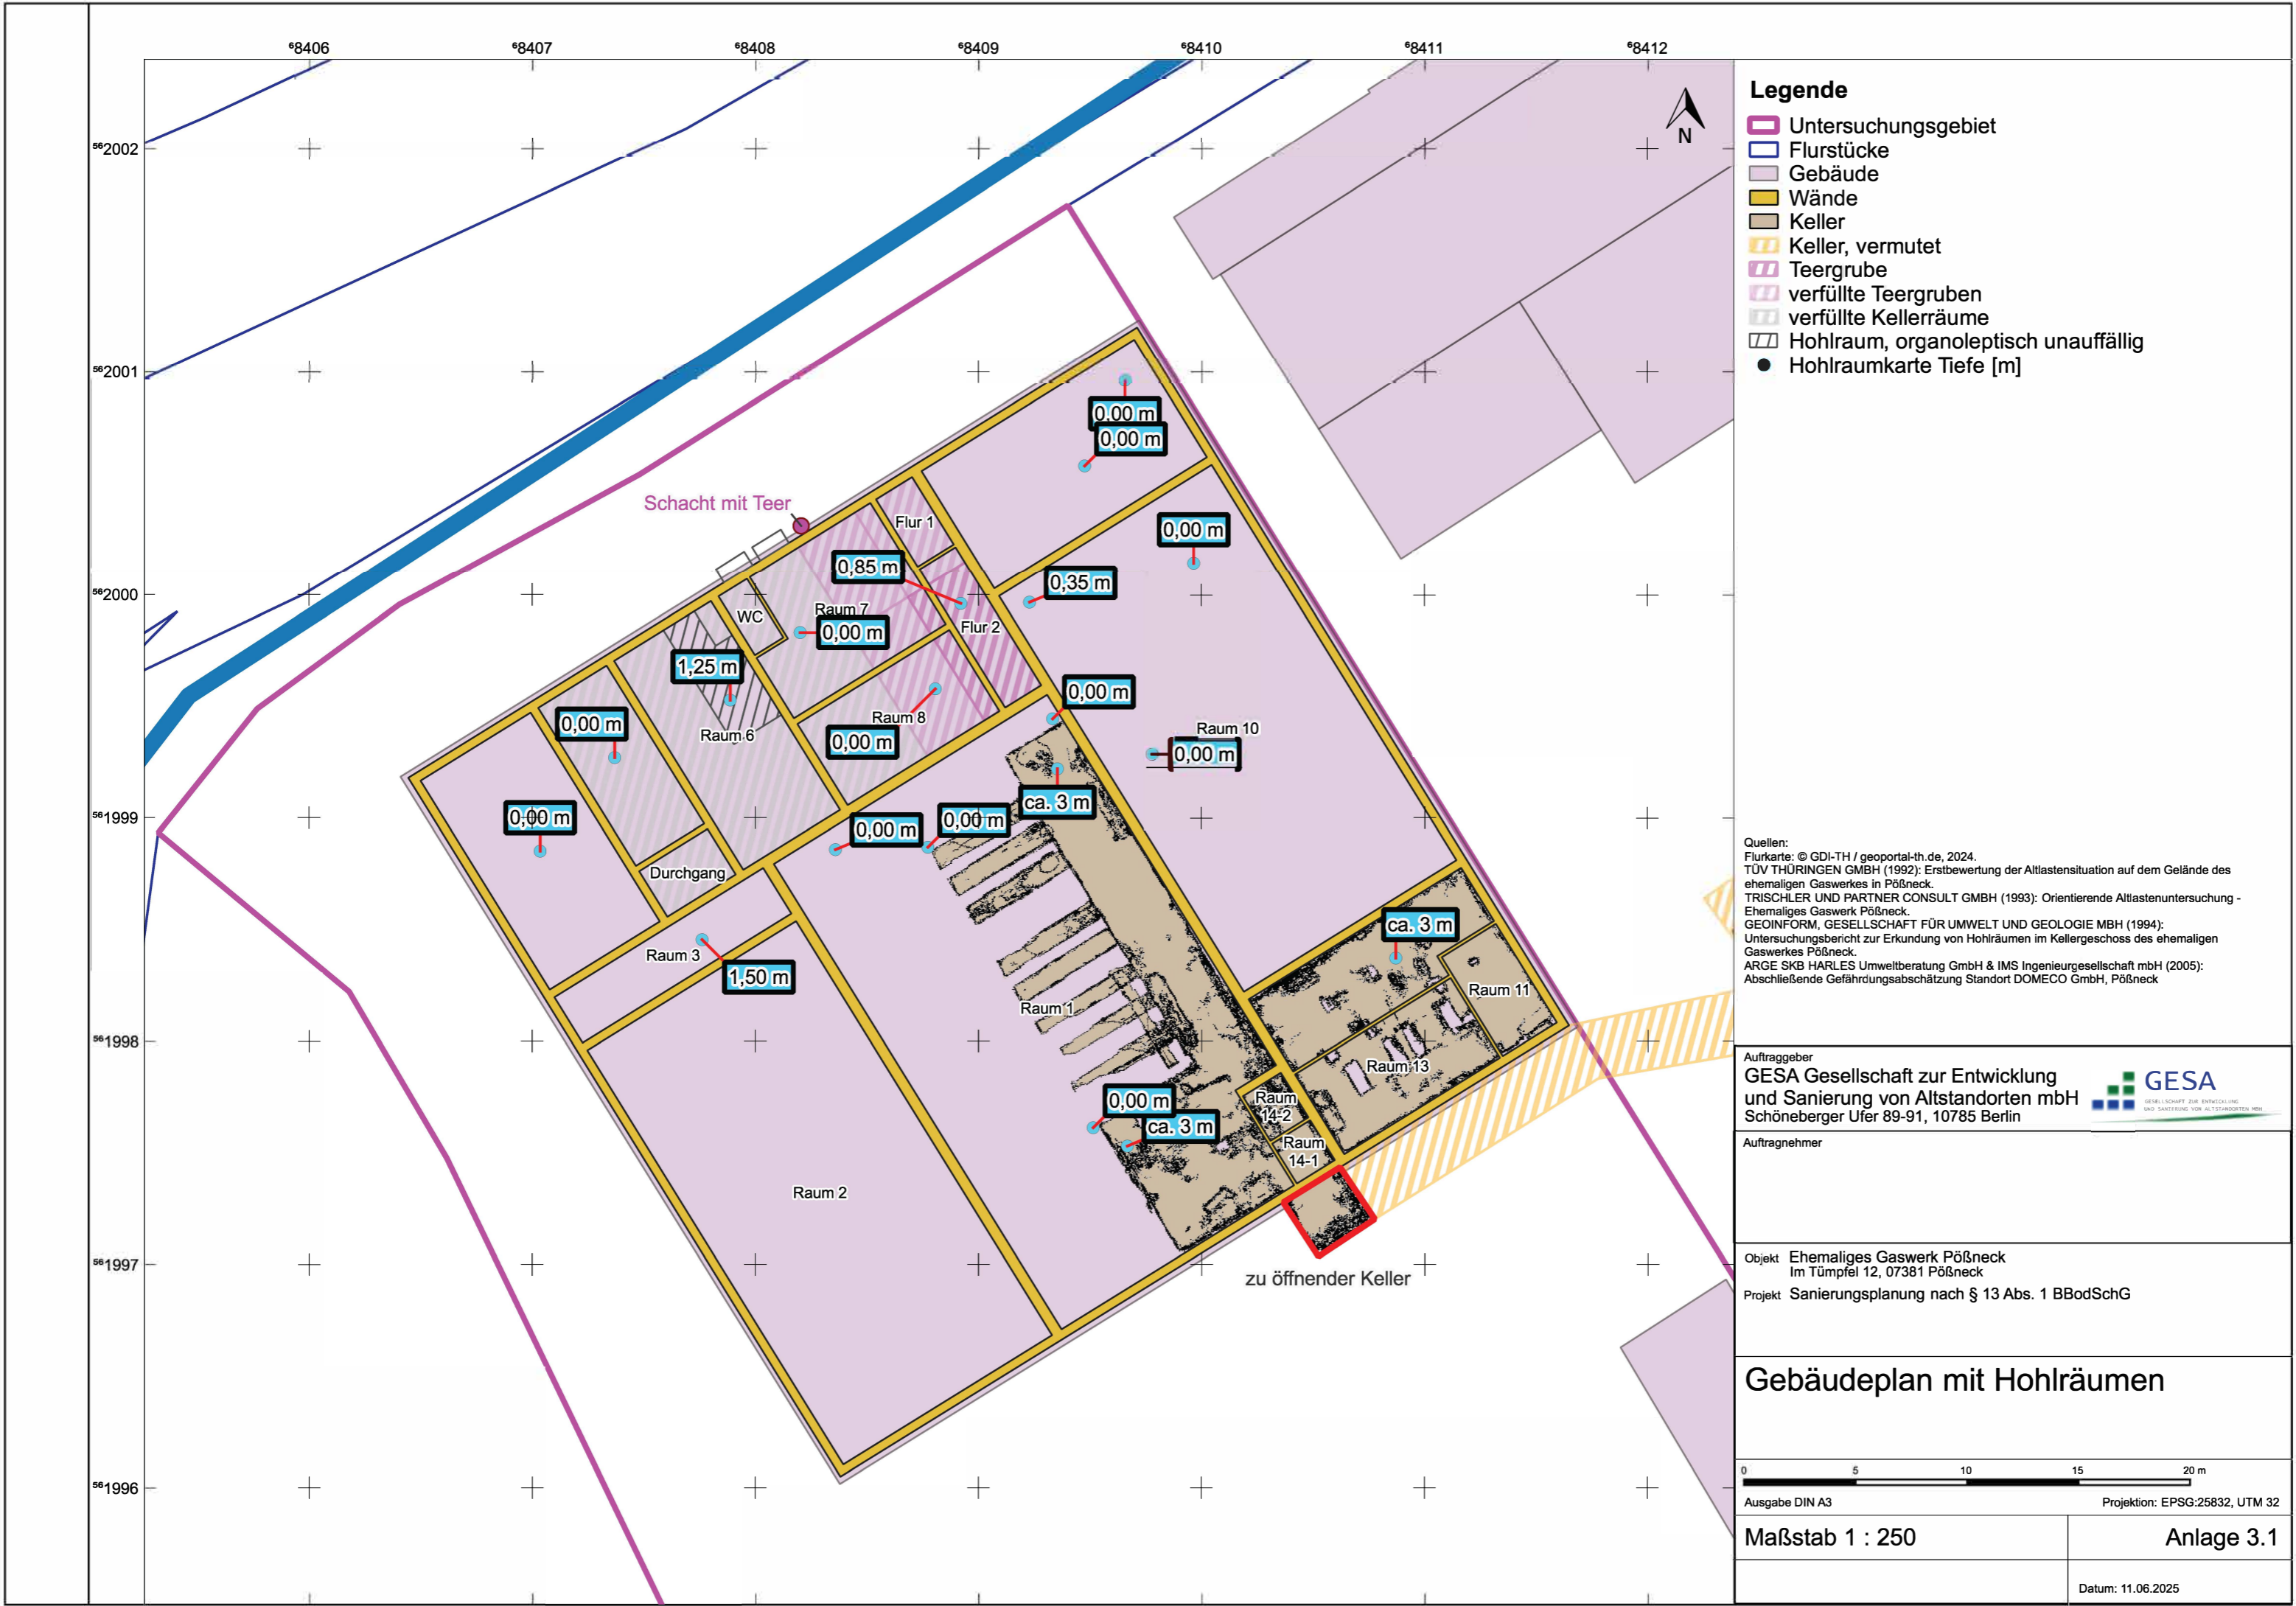 ⁶8406
⁶8407
⁶8408
⁶8409
⁶8410
⁶8411
⁶8412
⁵⁶2002
⁵⁶2001
⁵⁶2000
⁵⁶1999
⁵⁶1998
⁵⁶1997
⁵⁶1996
N
Schacht mit Teer
0,00 m
0,00 m
0,00 m
Flur 1
0,85 m
0,35 m
WC
Raum 7
0,00 m
Flur 2
1,25 m
0,00 m
0,00 m
Raum 8
Raum 6
0,00 m
Raum 10
0,00 m
ca. 3 m
0,00 m
0,00 m
0,00 m
Durchgang
ca. 3 m
Raum 3
1,50 m
Raum 11
Raum 1
Raum 13
0,00 m
ca. 3 m
Raum
14-2
Raum
14-1
Raum 2
zu öffnender Keller
Legende
Untersuchungsgebiet
Flurstücke
Gebäude
Wände
Keller
Keller, vermutet
Teergrube
verfüllte Teergruben
verfüllte Kellerräume
Hohlraum, organoleptisch unauffällig
Hohlraumkarte Tiefe [m]
Quellen:
Flurkarte: © GDI-TH / geoportal-th.de, 2024.
TÜV THÜRINGEN GMBH (1992): Erstbewertung der Altlastensituation auf dem Gelände des
ehemaligen Gaswerkes in Pößneck.
TRISCHLER UND PARTNER CONSULT GMBH (1993): Orientierende Altlastenuntersuchung -
Ehemaliges Gaswerk Pößneck.
GEOINFORM, GESELLSCHAFT FÜR UMWELT UND GEOLOGIE MBH (1994):
Untersuchungsbericht zur Erkundung von Hohlräumen im Kellergeschoss des ehemaligen
Gaswerkes Pößneck.
ARGE SKB HARLES Umweltberatung GmbH & IMS Ingenieurgesellschaft mbH (2005):
Abschließende Gefährdungsabschätzung Standort DOMECO GmbH, Pößneck
Auftraggeber
GESA Gesellschaft zur Entwicklung
und Sanierung von Altstandorten mbH
Schöneberger Ufer 89-91, 10785 Berlin
GESA
GESELLSCHAFT ZUR ENTWICKLUNG
UND SANIERUNG VON ALTSTANDORTEN MBH
Auftragnehmer
Objekt Ehemaliges Gaswerk Pößneck
Im Tümpfel 12, 07381 Pößneck
Projekt Sanierungsplanung nach § 13 Abs. 1 BBodSchG
Gebäudeplan mit Hohlräumen
0 5 10 15 20 m
Ausgabe DIN A3
Projektion: EPSG:25832, UTM 32
Maßstab 1 : 250
Anlage 3.1
Datum: 11.06.2025